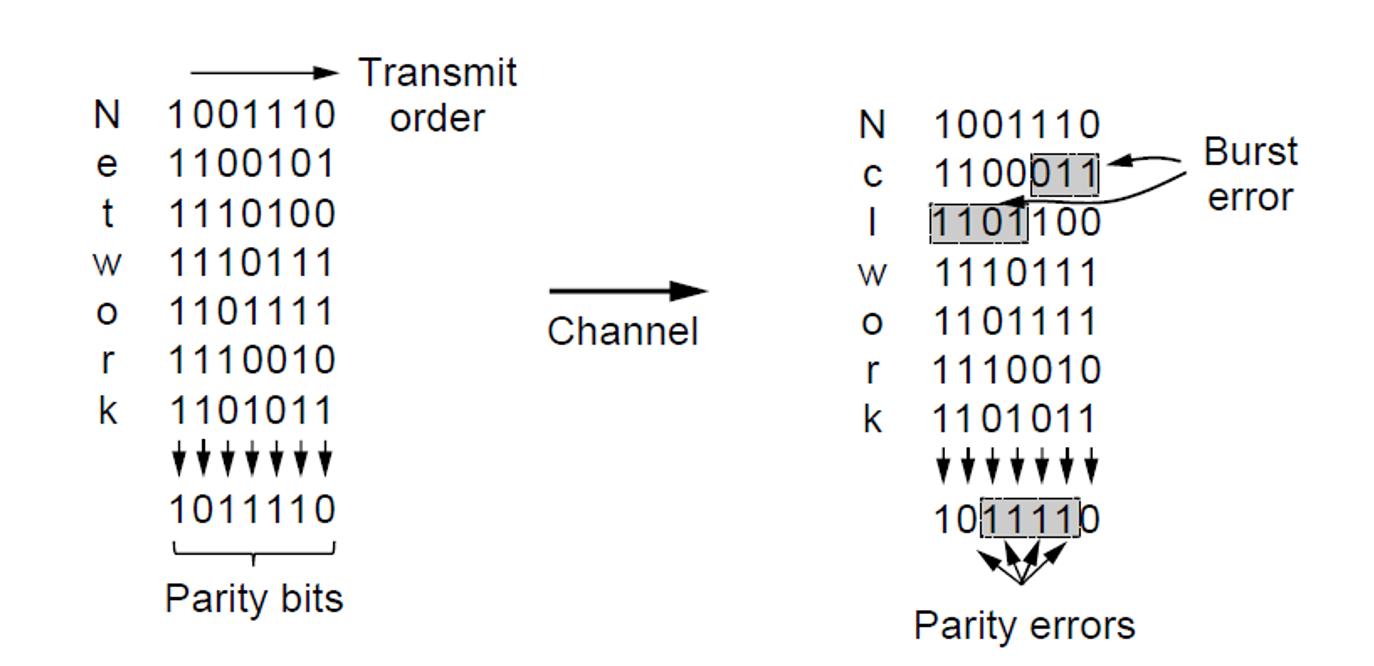 Transmit
order
N 1001110
e 1100101
t 1110100
w 1110111
o 1101111
r 1110010
k 1101011
1011110
Parity bits
Channel
N 1001110
c 1100011
l 1101100
w 1110111
o 1101111
r 1110010
k 1101011
1011110
Burst
error
Parity errors